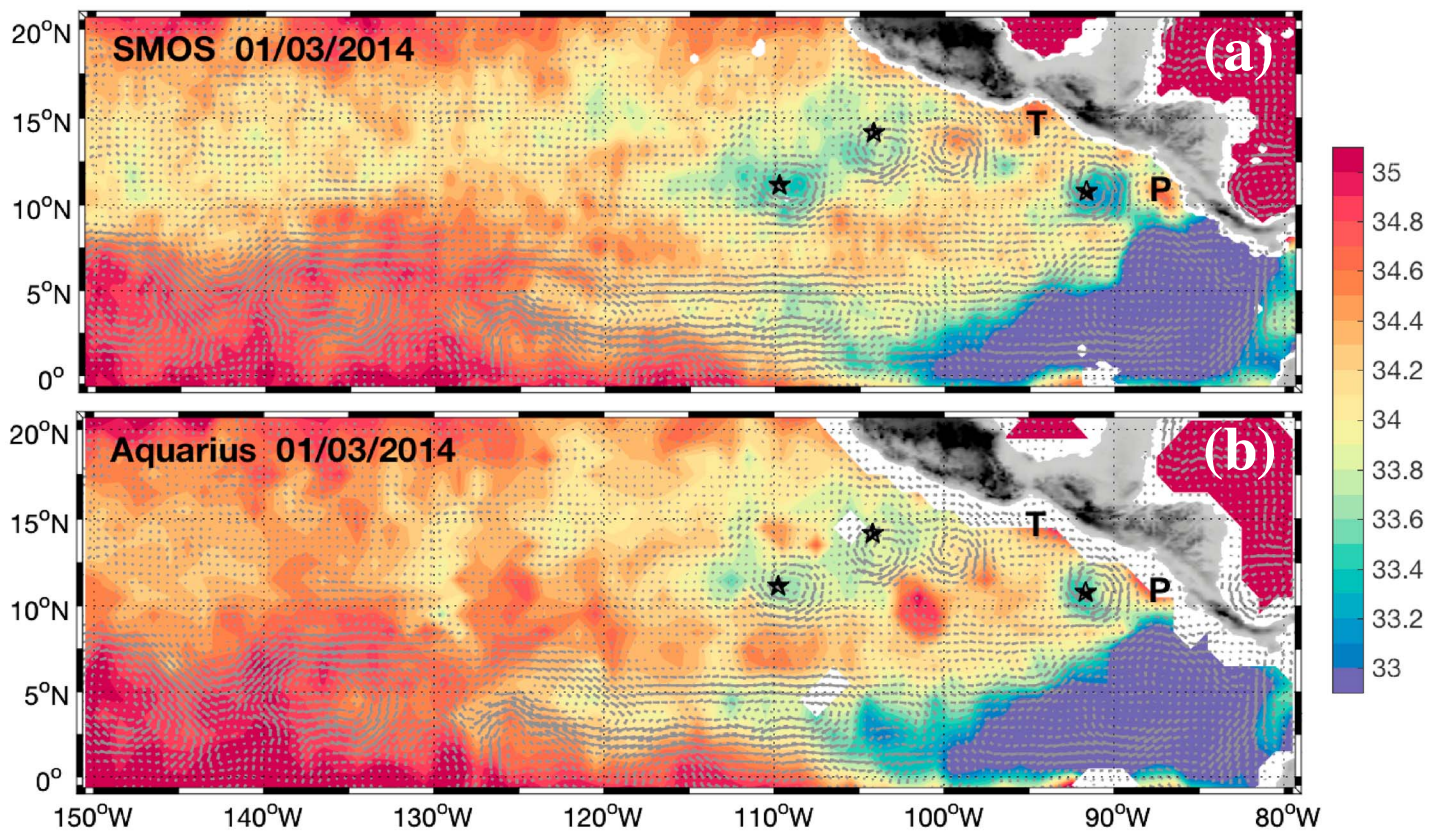 20°N
SMOS 01/03/2014
(a)
15°N
T
10°N
P
5°N
0°
35
34.8
34.6
34.4
34.2
34
33.8
33.6
33.4
33.2
33
20°N
Aquarius 01/03/2014
(b)
15°N
T
10°N
P
5°N
0°
150°W 140°W 130°W 120°W 110°W 100°W 90°W 80°W